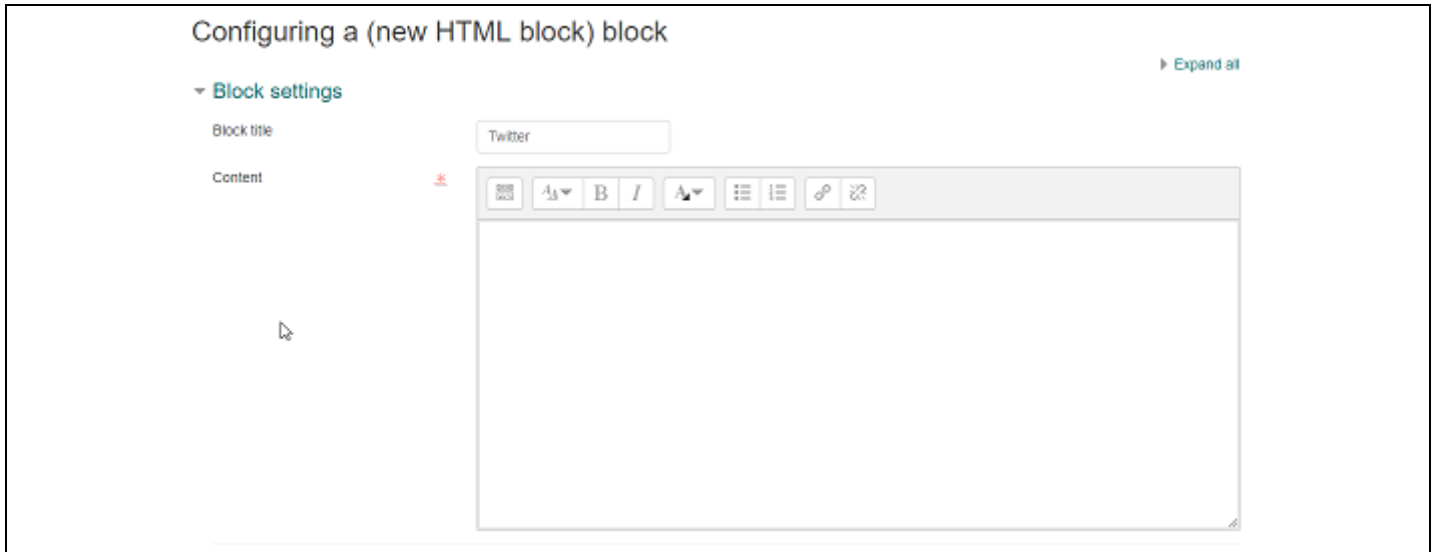 Configuring a (new HTML block) block
Expand all
Block settings
Block title
Twitter
Content
B I